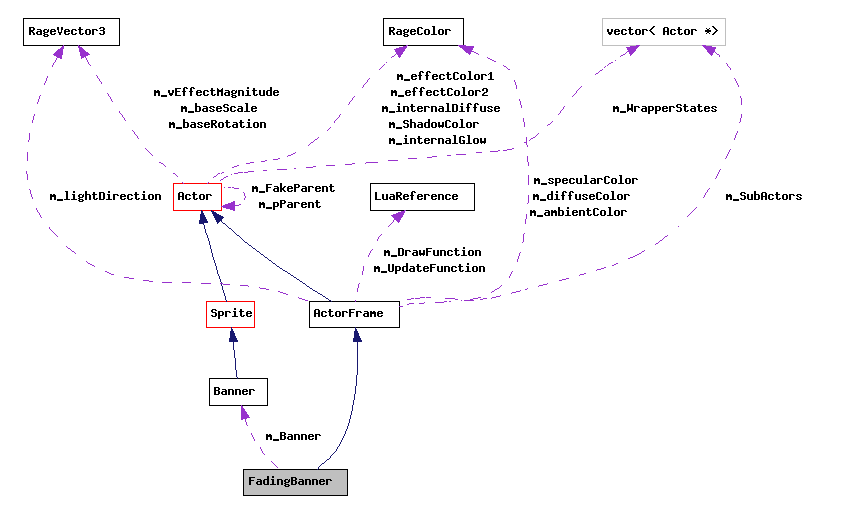 RageVector3
RageColor
vector< Actor *>
m_vEffectMagnitude
m_baseScale
m_baseRotation
m_effectColor1
m_effectColor2
m_internalDiffuse
m_ShadowColor
m_internalGlow
m_WrapperStates
m_lightDirection
Actor
m_FakeParent
m_pParent
LuaReference
m_specularColor
m_diffuseColor
m_ambientColor
m_SubActors
m_DrawFunction
m_UpdateFunction
Sprite
ActorFrame
Banner
m_Banner
FadingBanner